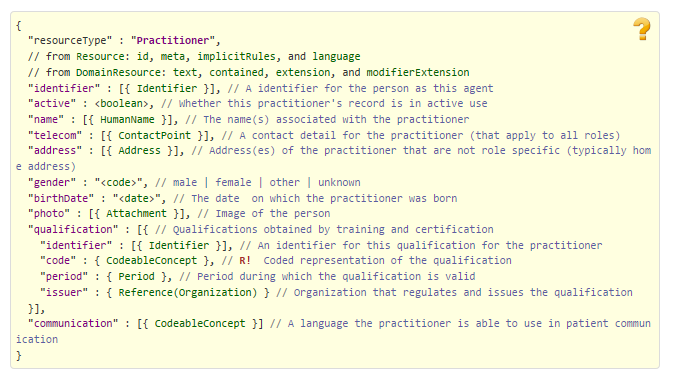 {
  "resourceType" : "Practitioner",
  // from Resource: id, meta, implicitRules, and language
  // from DomainResource: text, contained, extension, and modifierExtension
  "identifier" : [{ Identifier }], // A identifier for the person as this agent
  "active" : <boolean>, // Whether this practitioner's record is in active use
  "name" : [{ HumanName }], // The name(s) associated with the practitioner
  "telecom" : [{ ContactPoint }], // A contact detail for the practitioner (that apply to all roles)
  "address" : [{ Address }], // Address(es) of the practitioner that are not role specific (typically hom
e address)
  "gender" : "<code>", // male | female | other | unknown
  "birthDate" : "<date>", // The date  on which the practitioner was born
  "photo" : [{ Attachment }], // Image of the person
  "qualification" : [{ // Qualifications obtained by training and certification
    "identifier" : [{ Identifier }], // An identifier for this qualification for the practitioner
    "code" : { CodeableConcept }, // R!  Coded representation of the qualification
    "period" : { Period }, // Period during which the qualification is valid
    "issuer" : { Reference(Organization) } // Organization that regulates and issues the qualification
  }],
  "communication" : [{ CodeableConcept }] // A language the practitioner is able to use in patient commun
ication
}